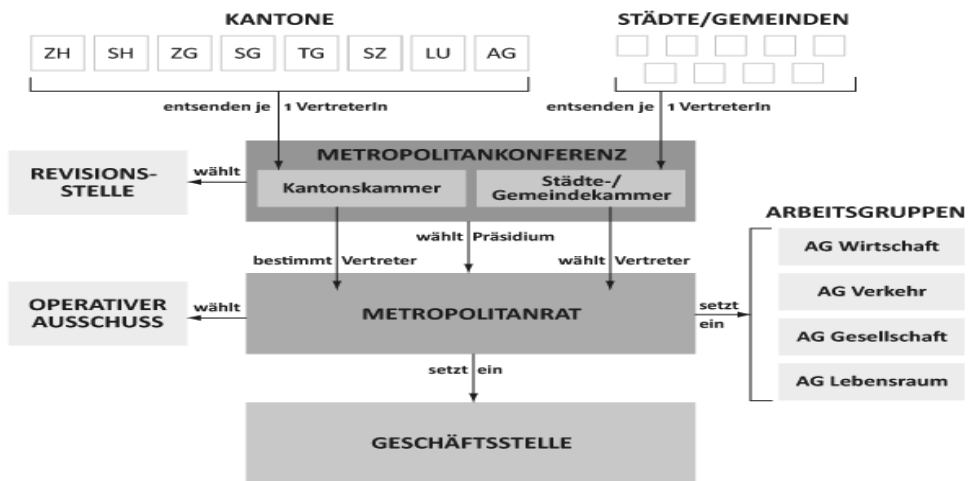 KANTONE
STÄDTE/GEMEINDEN
ZH SH ZG SG TG SZ LU AG
entsenden je 1 VertreterIn
entsenden je 1 VertreterIn
METROPOLITANKONFERENZ
REVISIONS-
STELLE
wählt
Kantonskammer
Städte-/
Gemeindekammer
ARBEITSGRUPPEN
wählt Präsidium
bestimmt Vertreter
wählt Vertreter
AG Wirtschaft
AG Verkehr
AG Gesellschaft
AG Lebensraum
OPERATIVER
AUSSCHUSS
wählt
METROPOLITANRAT
setzt
ein
setzt ein
GESCHÄFTSSTELLE